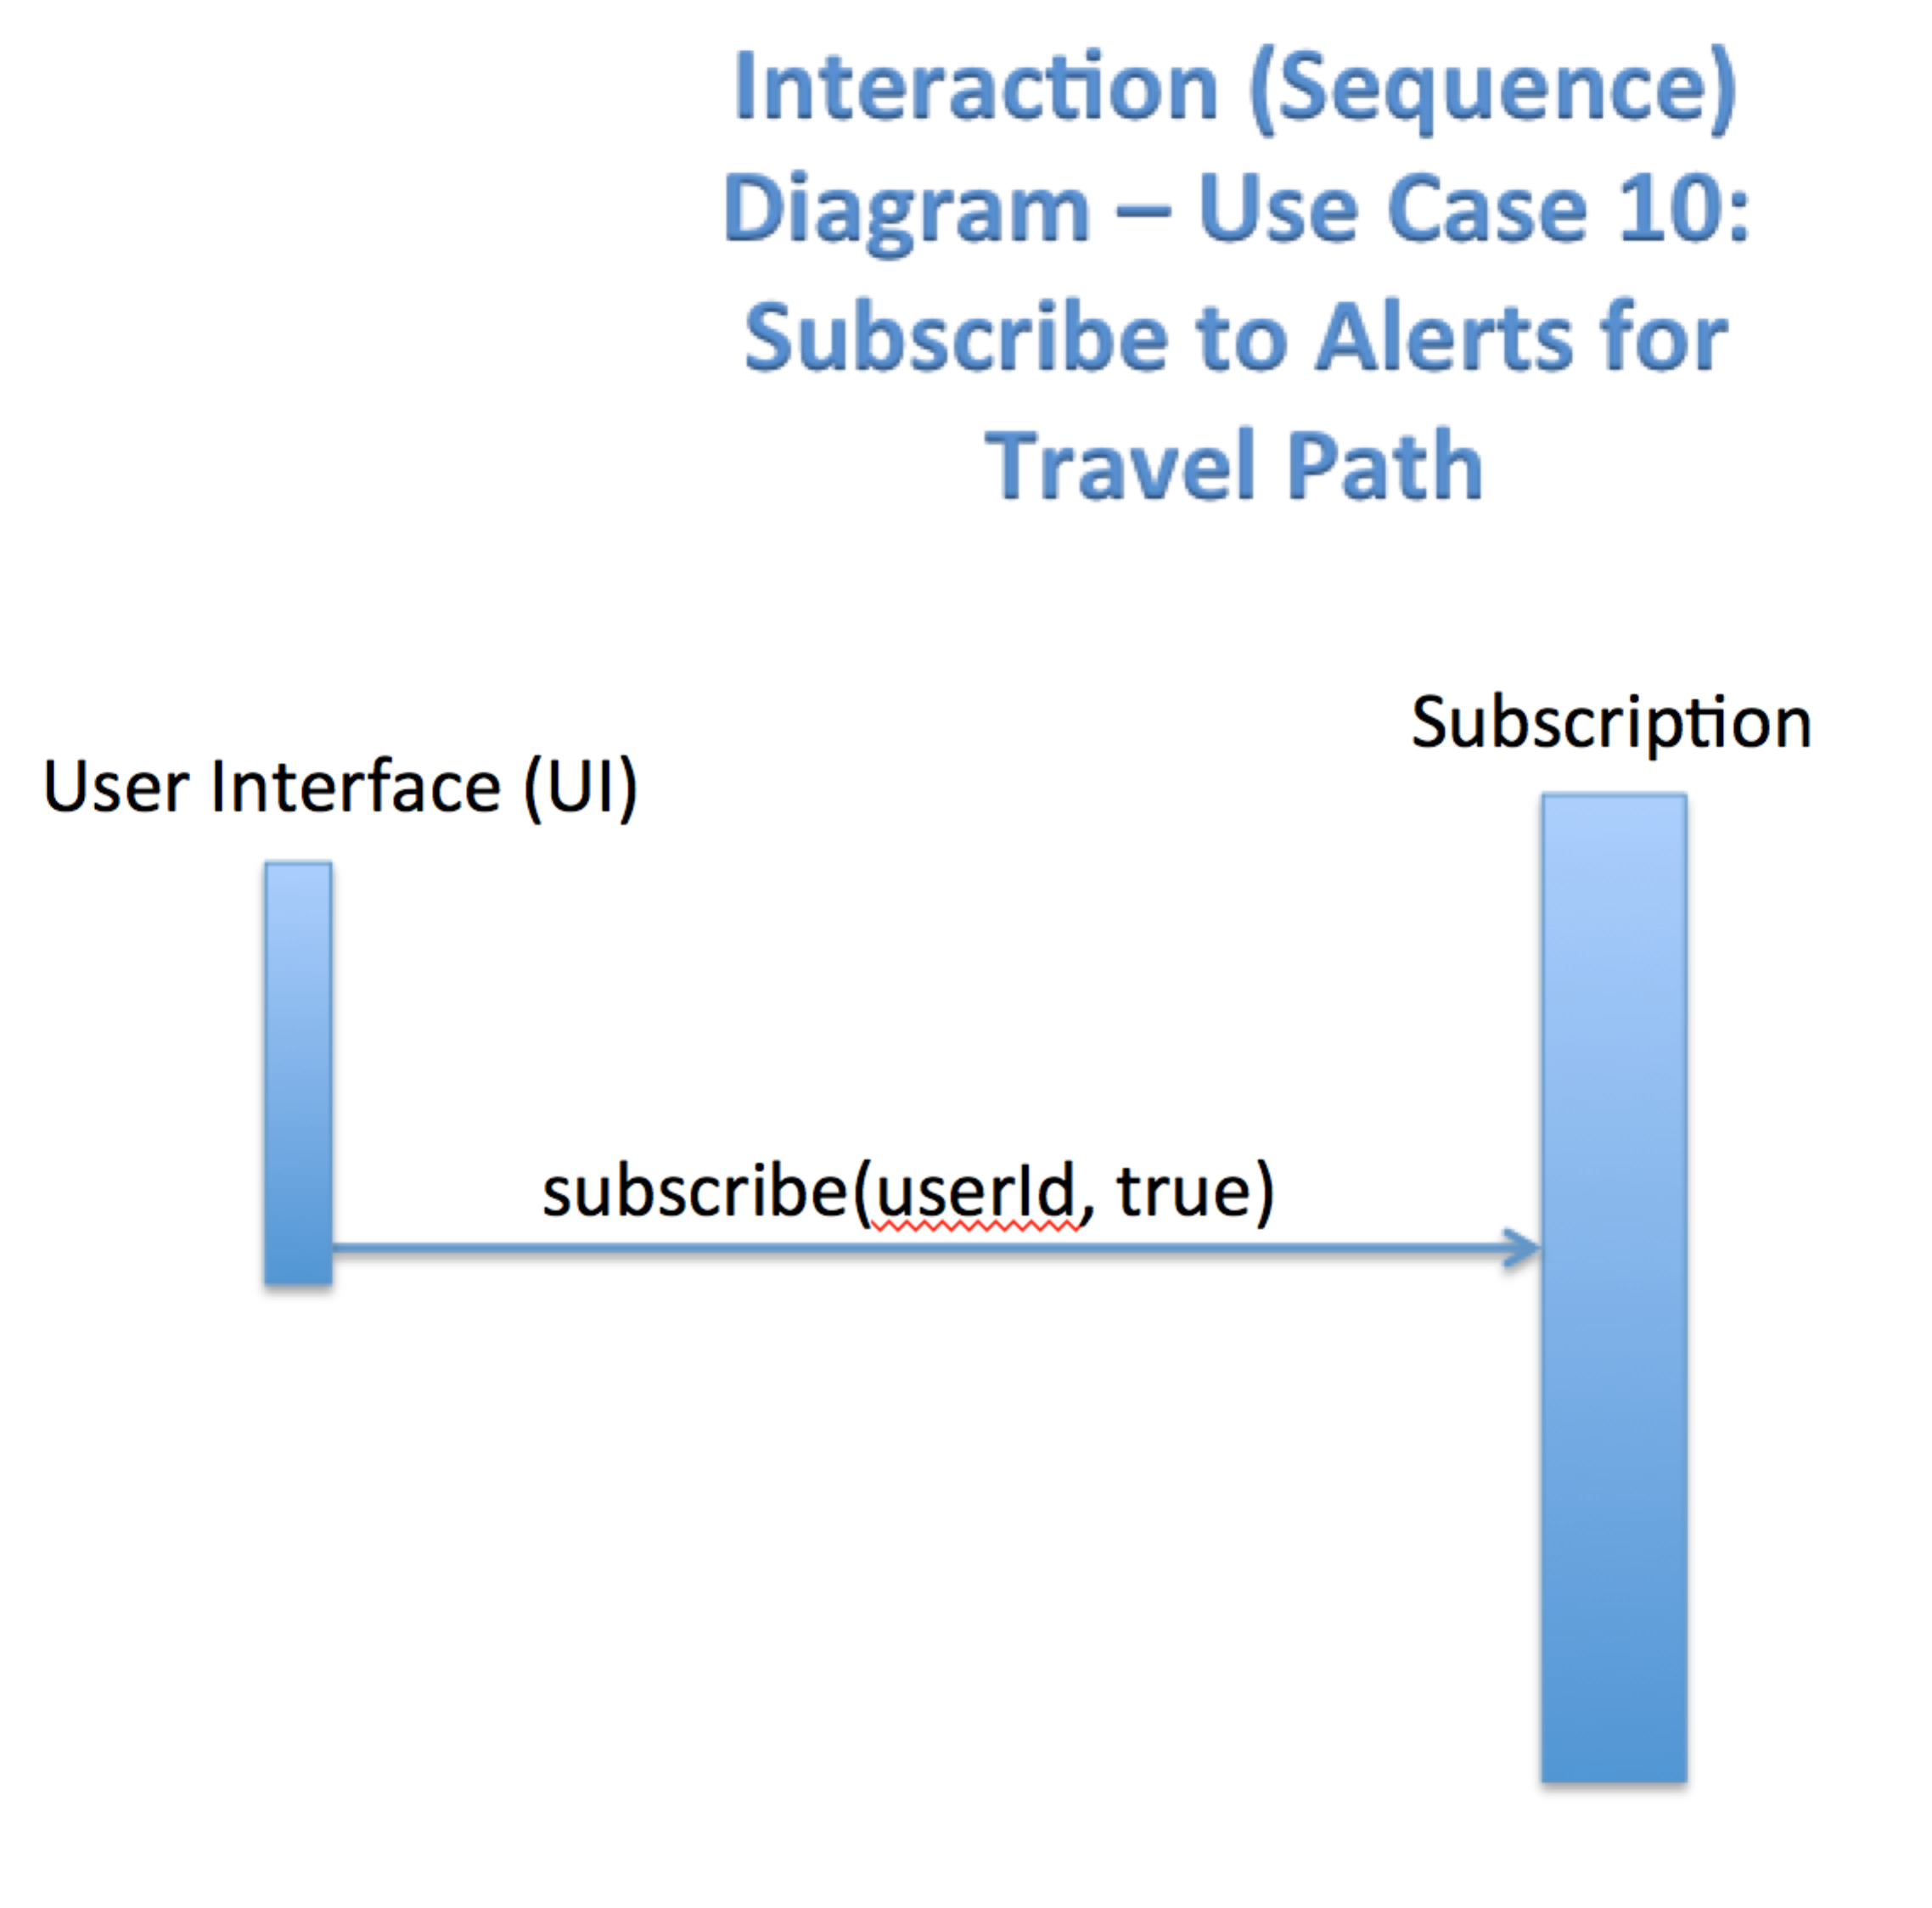 Interaction (Sequence)
Diagram – Use Case 10:
Subscribe to Alerts for
Travel Path
Subscription
User Interface (UI)
subscribe(userId, true)